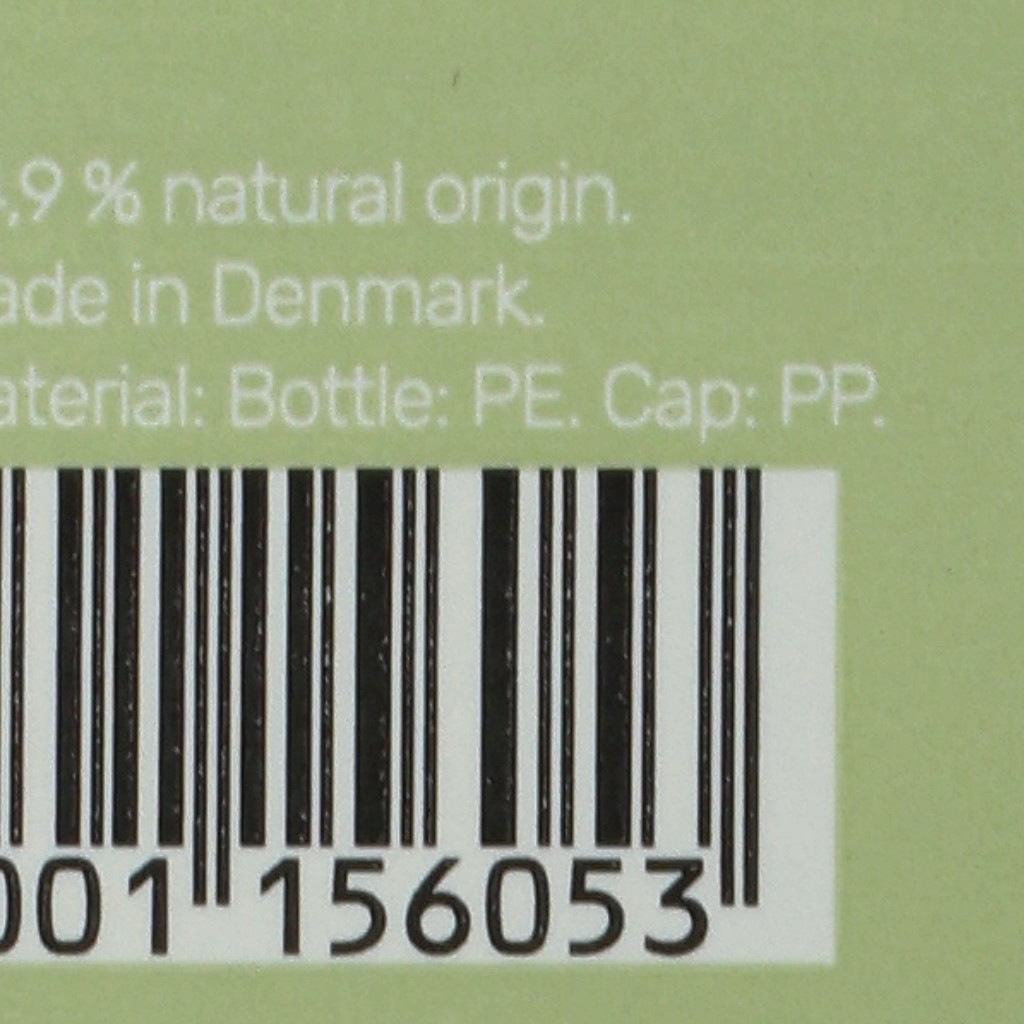 ,9 % natural origin.
ade in Denmark.
aterial: Bottle: PE. Cap: PP.
001 156053